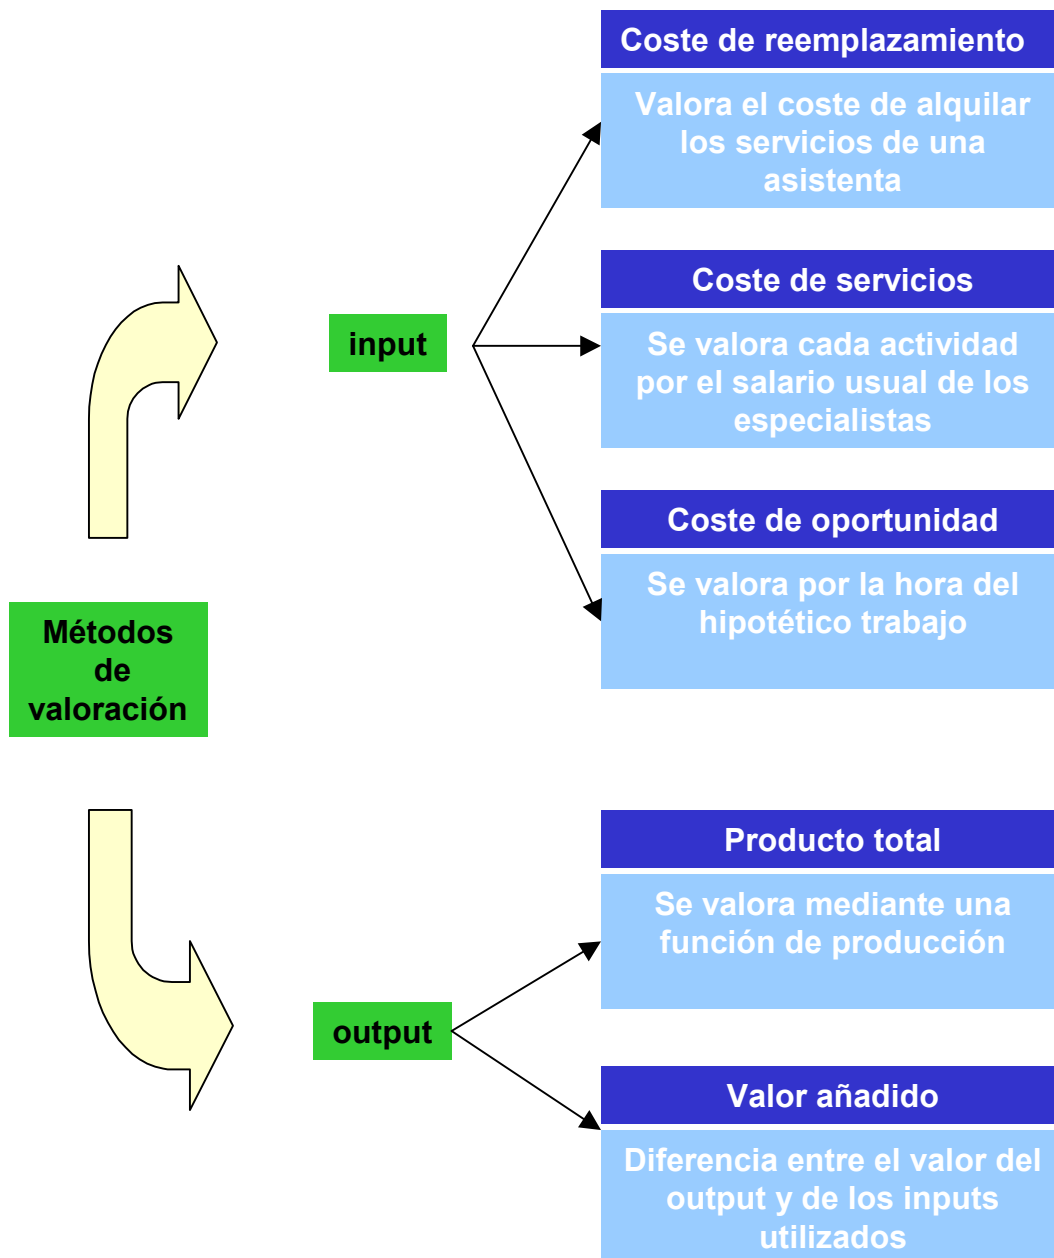 Métodos
de
valoración
input
Coste de reemplazamiento
Valora el coste de alquilar
los servicios de una
asistenta
Coste de servicios
Se valora cada actividad
por el salario usual de los
especialistas
Coste de oportunidad
Se valora por la hora del
hipotético trabajo
output
Producto total
Se valora mediante una
función de producción
Valor añadido
Diferencia entre el valor del
output y de los inputs
utilizados